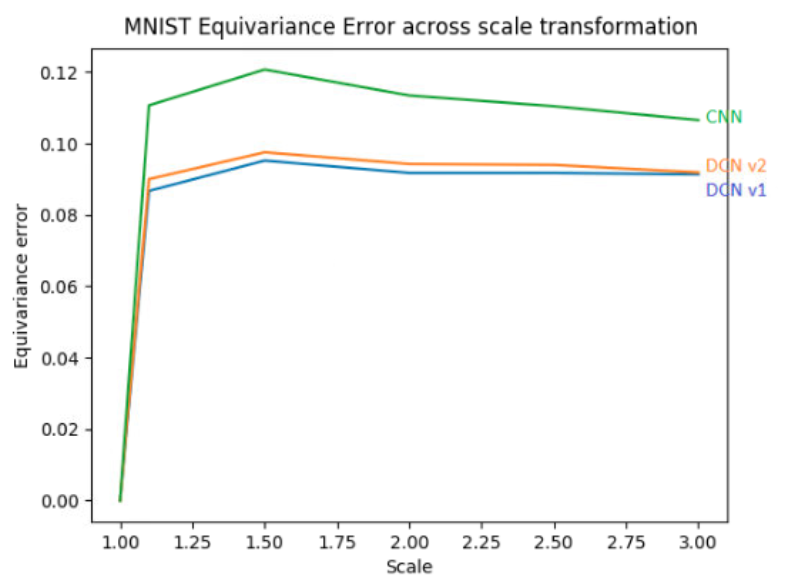 MNIST Equivariance Error across scale transformation
0.12
0.10
0.08
0.06
0.04
0.02
0.00
Equivariance error
CNN
DCN v2
DCN v1
1.00 1.25 1.50 1.75 2.00 2.25 2.50 2.75 3.00
Scale